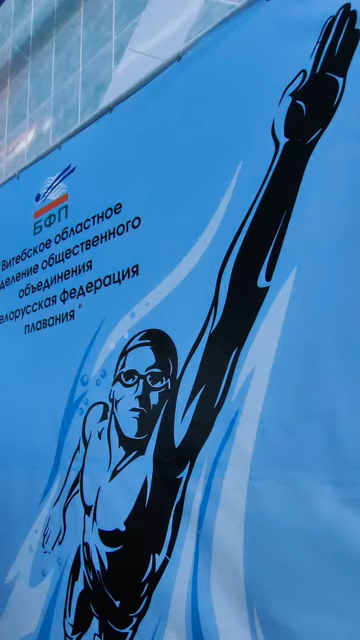 БФП
Витебское областное
деление общественного
объединения
елорусская федерация
плавания "